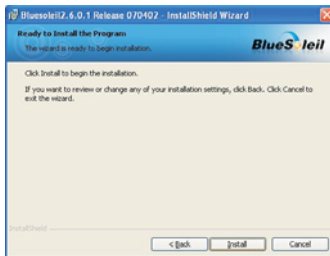 Bluesoleil2.6.0.1 Release 070402 - InstallShield Wizard
Ready to Install the Program
The wizard is ready to begin installation.
BlueSoleil
Click Install to begin the installation.
If you want to review or change any of your installation settings, click Back. Click Cancel to
exit the wizard.
InstallShield
< Back
Install
Cancel